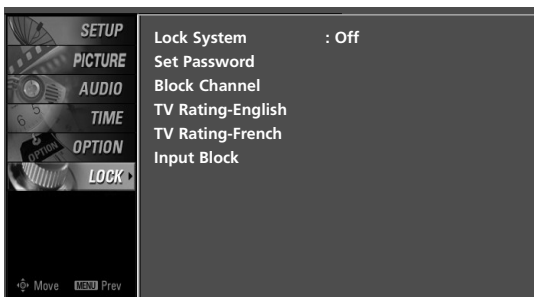 SETUP
PICTURE
AUDIO
TIME
OPTION
LOCK
Move MENU Prev
Lock System : Off
Set Password
Block Channel
TV Rating-English
TV Rating-French
Input Block